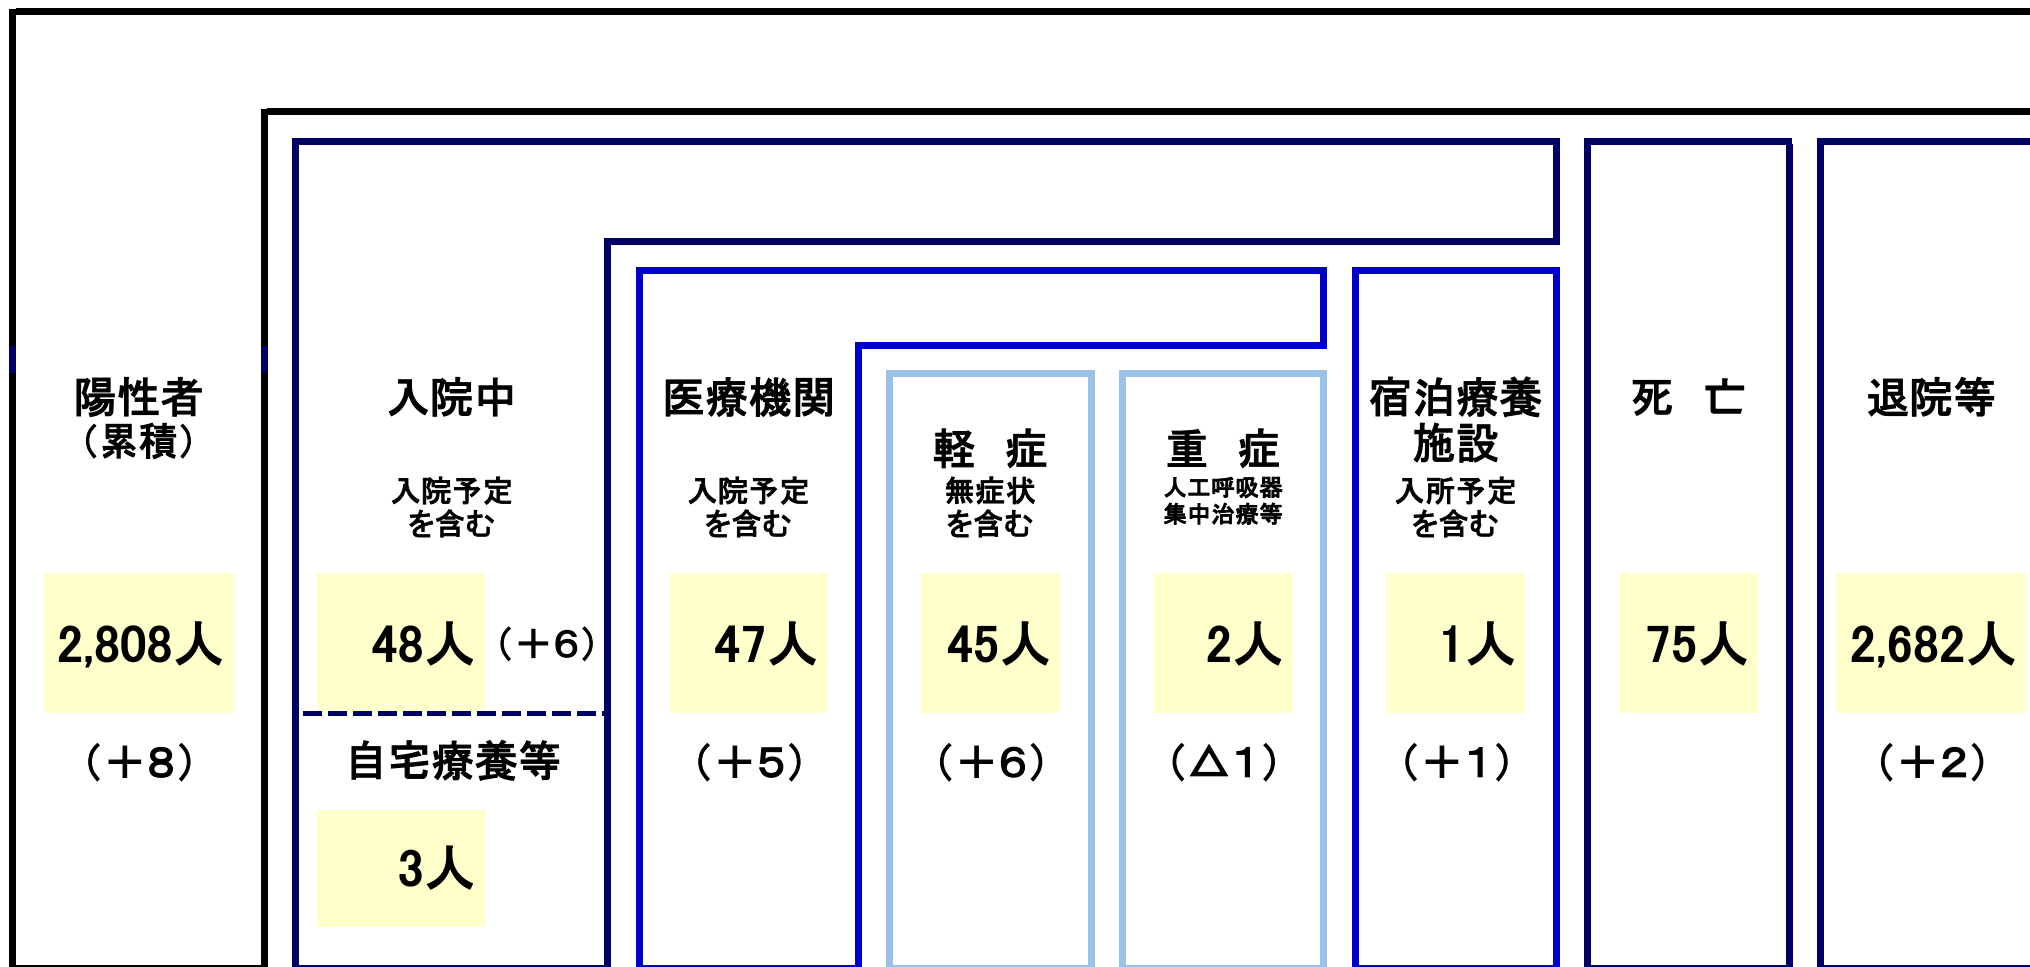 陽性者
（累積）
2,808人
（＋8）
入院中
入院予定
を含む
48人（＋6）
自宅療養等
3人
医療機関
入院予定
を含む
47人
（＋5）
軽　症
無症状
を含む
45人
（＋6）
重　症
人工呼吸器
集中治療等
2人
（△1）
宿泊療養
施設
入所予定
を含む
1人
（＋1）
死　亡
75人
退院等
2,682人
（＋2）